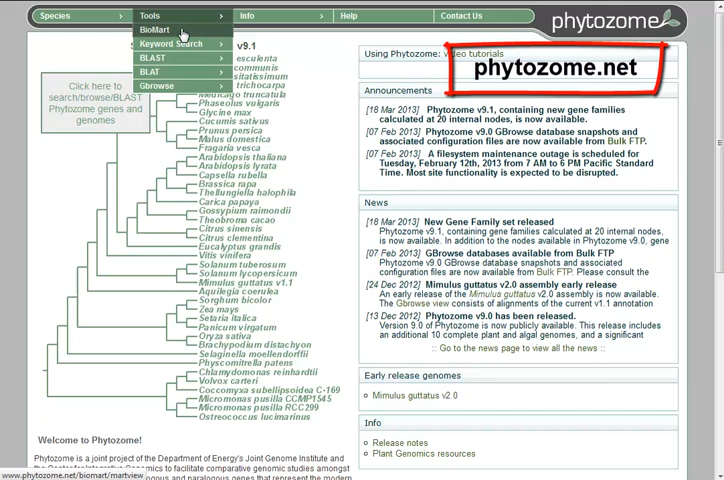 Species > Tools > Info > Help Contact Us
phytozome
BioMart
Keyword Search >
BLAST >
BLAT >
Gbrowse >
v9.1
Click here to
search/browse/BLAST
Phytozome genes and
genomes
esculenta
communis
sitatissimum
trichocarpa
Medicago truncatula
Phaseolus vulgaris
Glycine max
Cucumis sativus
Prunus persica
Malus domestica
Fragaria vesca
Arabidopsis thaliana
Arabidopsis lyrata
Capsella rubella
Brassica rapa
Thellungiella halophila
Carica papaya
Gossypium raimondii
Theobroma cacao
Citrus sinensis
Citrus clementina
Eucalyptus grandis
Vitis vinifera
Solanum tuberosum
Solanum lycopersicum
Mimulus guttatus v1.1
Aquilegia coerulea
Sorghum bicolor
Zea mays
Setaria italica
Panicum virgatum
Oryza sativa
Brachypodium distachyon
Selaginella moellendorffii
Physcomitrella patens
Chlamydomonas reinhardtii
Volvox carteri
Coccomyxa subellipsoidea C-169
Micromonas pusilla CCMP1545
Micromonas pusilla RCC299
Ostreococcus lucimarinus
Welcome to Phytozome!
Phytozome is a joint project of the Department of Energy's Joint Genome Institute and
to facilitate comparative genomic studies amongst
www.phytozome.net/biomart/martview
ogous and paralogous genes that represent the modern
Using Phytozome: video tutorials
phytozome.net
Announcements
[18 Mar 2013] Phytozome v9.1, containing new gene families
calculated at 20 internal nodes, is now available.
[07 Feb 2013] Phytozome v9.0 GBrowse database snapshots and
associated configuration files are now available from Bulk FTP.
[07 Feb 2013] A filesystem maintenance outage is scheduled for
Tuesday, February 12th, 2013 from 7 AM to 6 PM Pacific Standard
Time. Most site functionality is expected to be disrupted.
News
[18 Mar 2013] New Gene Family set released
Phytozome v9.1, containing gene families calculated at 20 internal nodes,
is now available. In addition to the nodes available in Phytozome v9.0, gene
[07 Feb 2013] GBrowse databases available from Bulk FTP
Phytozome v9.0 GBrowse database snapshots and associated
configuration files are now available from Bulk FTP. Please consult the
[24 Dec 2012] Mimulus guttatus v2.0 assembly early release
An early release of the Mimulus guttatus v2.0 assembly is now available.
The Gbrowse view consists of alignments of the current v1.1 annotation
[13 Dec 2012] Phytozome v9.0 has been released.
Version 9.0 of Phytozome is now publicly available. This release includes
an additional 10 complete plant and algal genomes, and a significant
:: Go to the news page to view all the news ::
Early release genomes
Mimulus guttatus v2.0
Info
Release notes
Plant Genomics resources